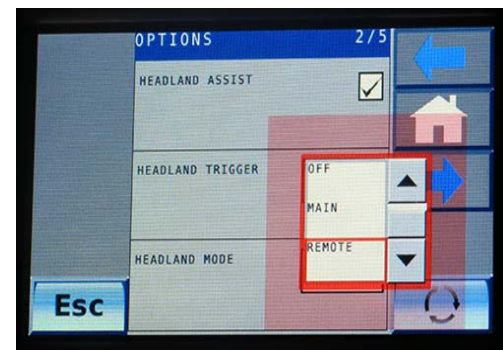 OPTIONS 2/5
HEADLAND ASSIST
HEADLAND TRIGGER
OFF
MAIN
REMOTE
HEADLAND MODE
Esc